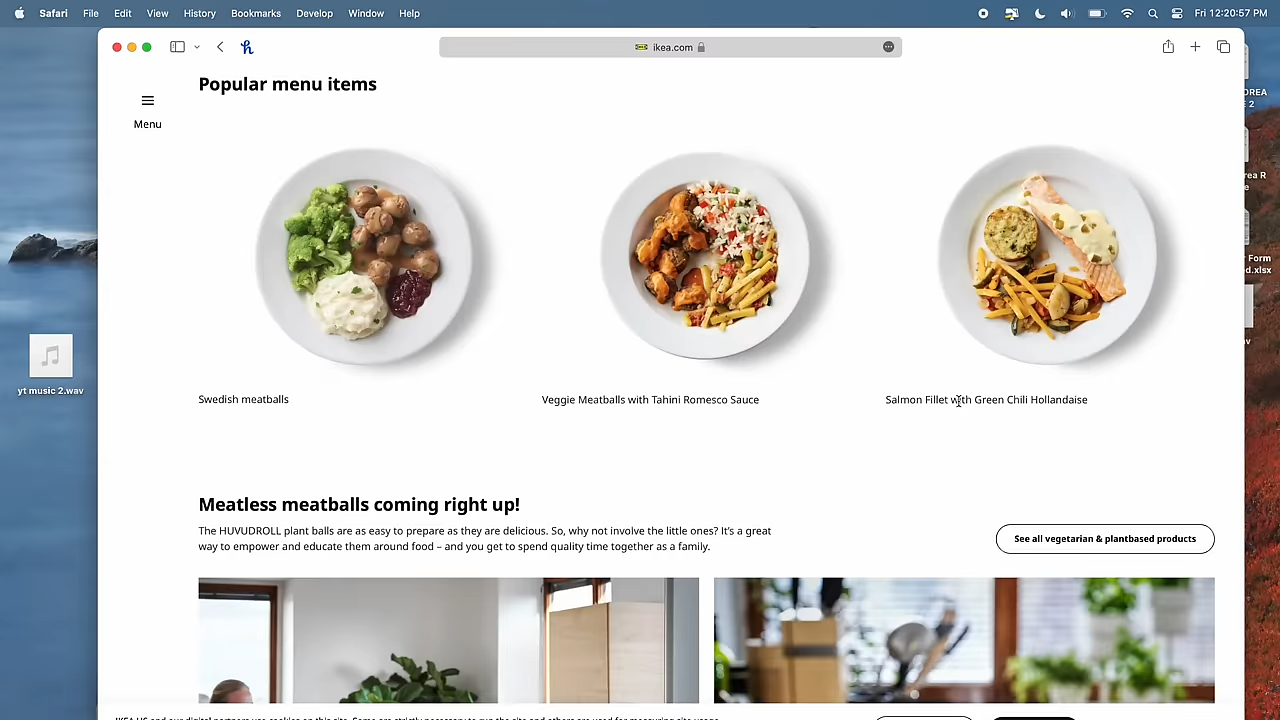 Safari File Edit View History Bookmarks Develop Window Help
Fri 12:20:57 PM
ikea.com
Popular menu items
Menu
Swedish meatballs
Veggie Meatballs with Tahini Romesco Sauce
Salmon Fillet with Green Chili Hollandaise
Meatless meatballs coming right up!
The HUVUDROLL plant balls are as easy to prepare as they are delicious. So, why not involve the little ones? It's a great
way to empower and educate them around food – and you get to spend quality time together as a family.
See all vegetarian & plantbased products
yt music 2.wav